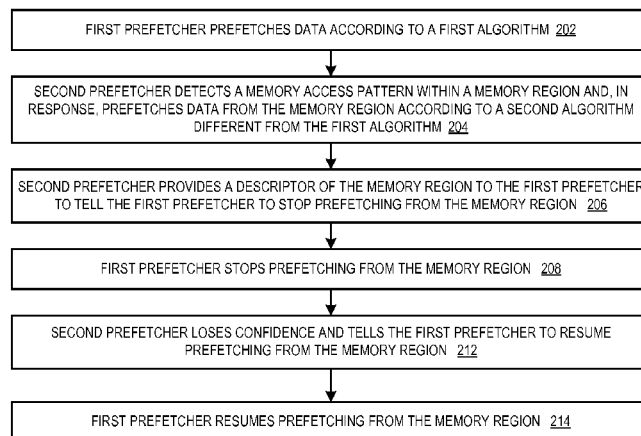 FIRST PREFETCHER PREFETCHES DATA ACCORDING TO A FIRST ALGORITHM 202
SECOND PREFETCHER DETECTS A MEMORY ACCESS PATTERN WITHIN A MEMORY REGION AND, IN
RESPONSE, PREFETCHES DATA FROM THE MEMORY REGION ACCORDING TO A SECOND ALGORITHM
DIFFERENT FROM THE FIRST ALGORITHM 204
SECOND PREFETCHER PROVIDES A DESCRIPTOR OF THE MEMORY REGION TO THE FIRST PREFETCHER
TO TELL THE FIRST PREFETCHER TO STOP PREFETCHING FROM THE MEMORY REGION 206
FIRST PREFETCHER STOPS PREFETCHING FROM THE MEMORY REGION 208
SECOND PREFETCHER LOSES CONFIDENCE AND TELLS THE FIRST PREFETCHER TO RESUME
PREFETCHING FROM THE MEMORY REGION 212
FIRST PREFETCHER RESUMES PREFETCHING FROM THE MEMORY REGION 214